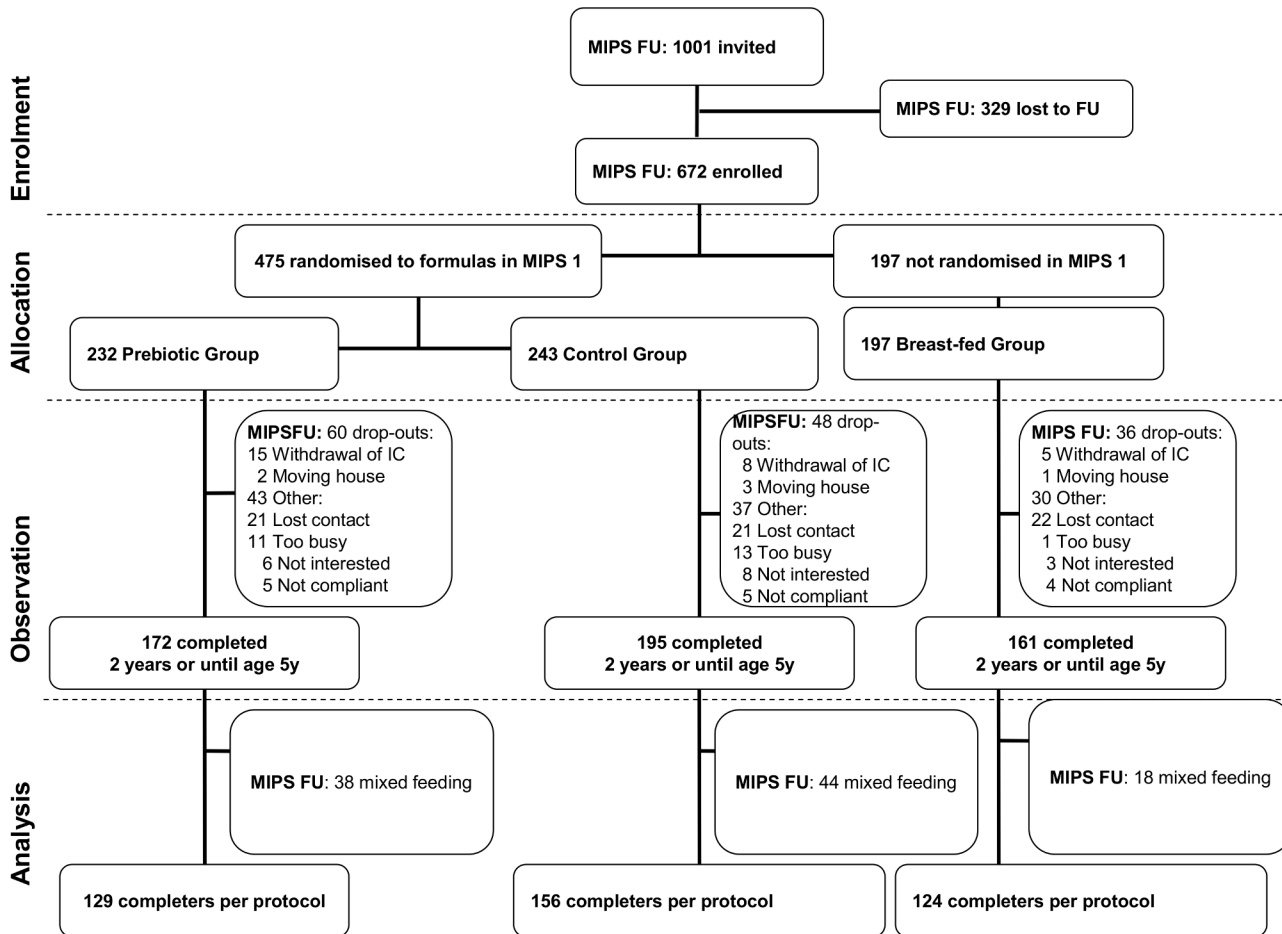 MIPS FU: 1001 invited
MIPS FU: 329 lost to FU
MIPS FU: 672 enrolled
Enrolment
475 randomised to formulas in MIPS 1
197 not randomised in MIPS 1
232 Prebiotic Group
243 Control Group
197 Breast-fed Group
Allocation
MIPSFU: 60 drop-outs:
15 Withdrawal of IC
2 Moving house
43 Other:
21 Lost contact
11 Too busy
6 Not interested
5 Not compliant
MIPSFU: 48 drop-
outs:
8 Withdrawal of IC
3 Moving house
37 Other:
21 Lost contact
13 Too busy
8 Not interested
5 Not compliant
MIPS FU: 36 drop-outs:
5 Withdrawal of IC
1 Moving house
30 Other:
22 Lost contact
1 Too busy
3 Not interested
4 Not compliant
Observation
172 completed
2 years or until age 5y
195 completed
2 years or until age 5y
161 completed
2 years or until age 5y
MIPS FU: 38 mixed feeding
MIPS FU: 44 mixed feeding
MIPS FU: 18 mixed feeding
Analysis
129 completers per protocol
156 completers per protocol
124 completers per protocol